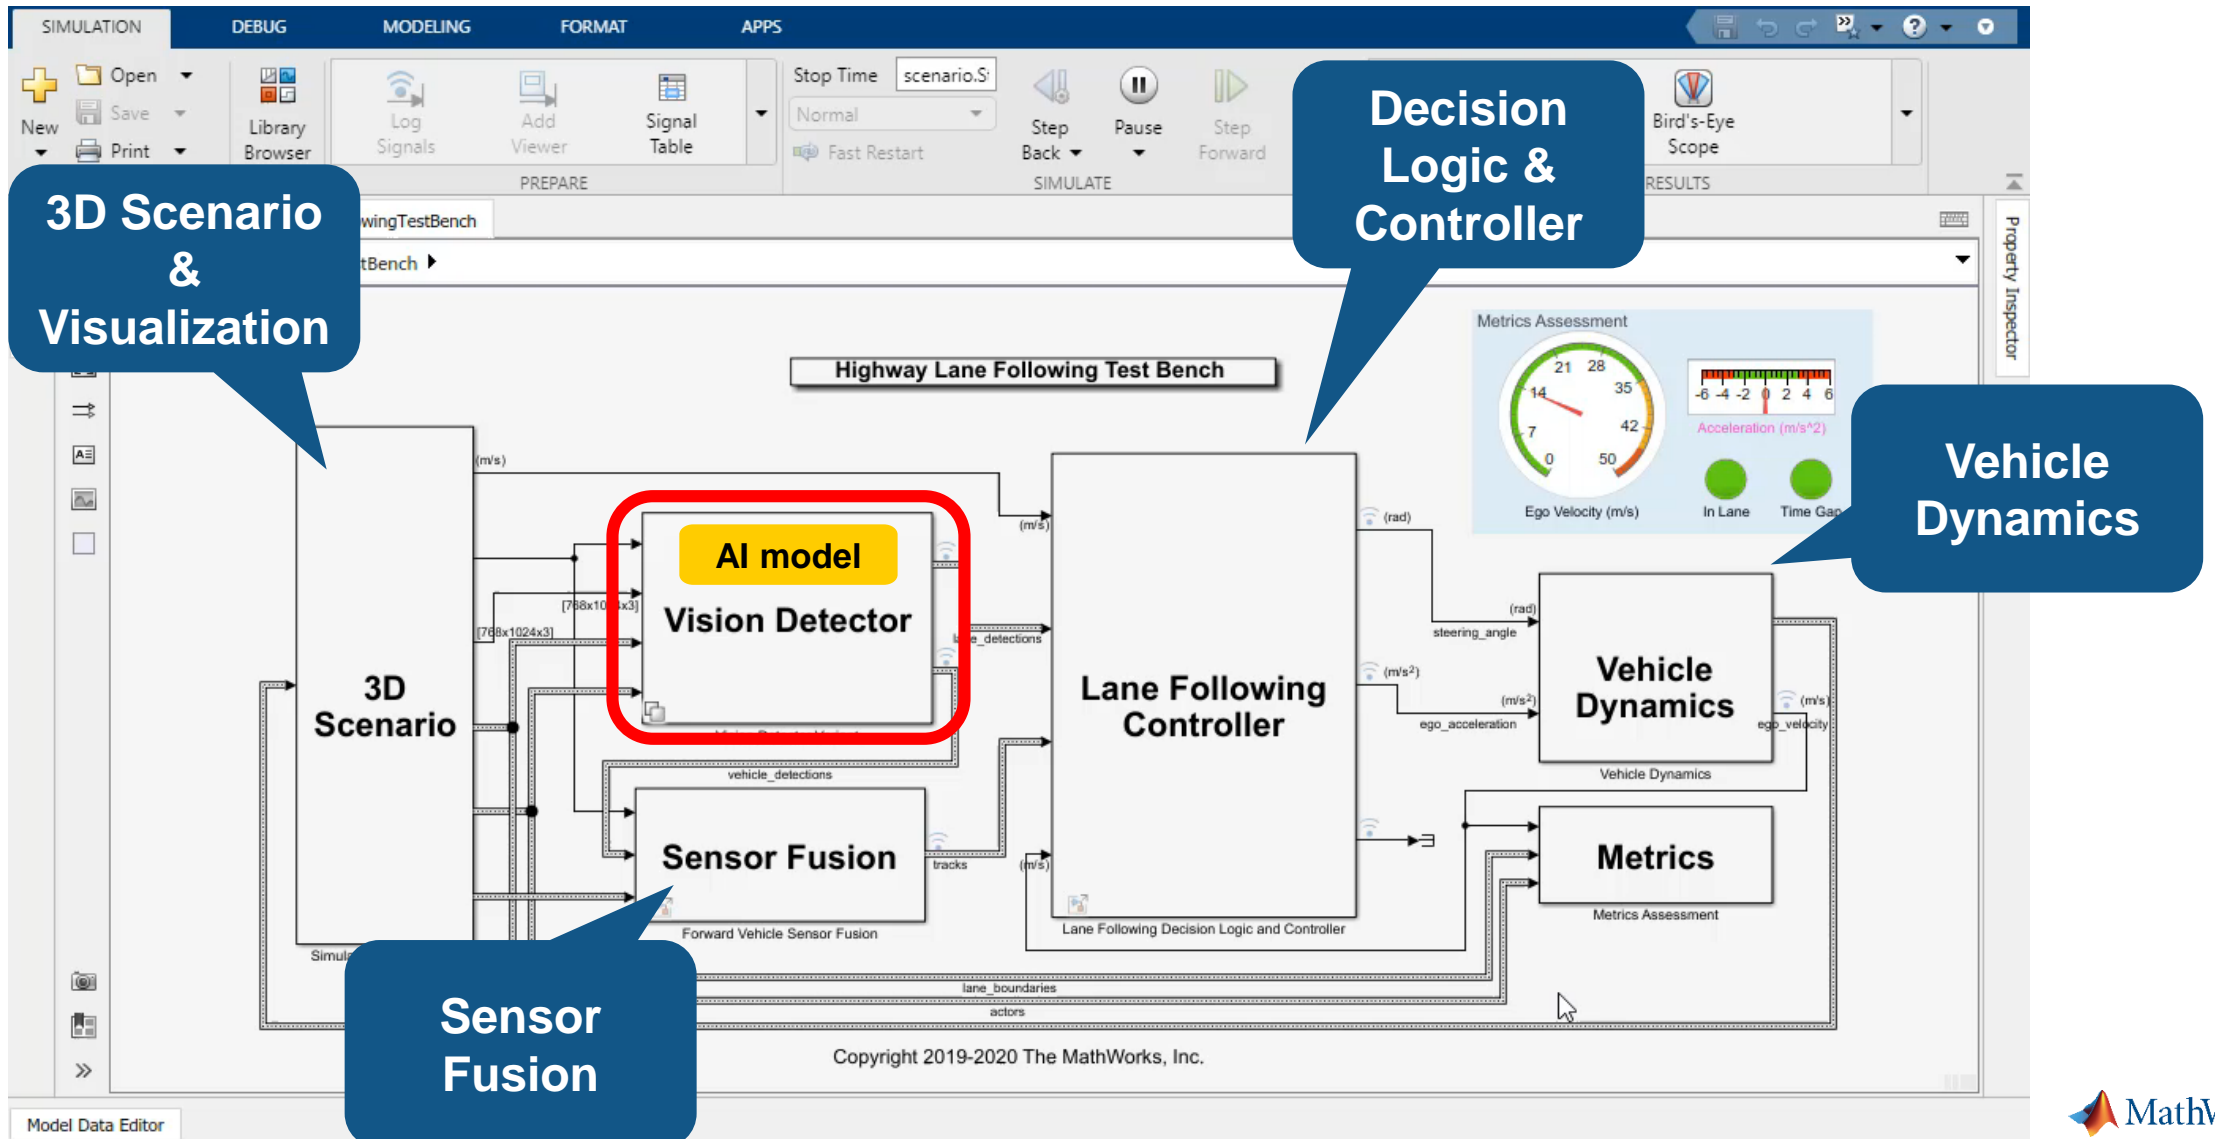 SIMULATION DEBUG MODELING FORMAT APPS
New
Open
Save
Print
Library
Browser
Log
Signals
Add
Viewer
Signal
Table
PREPARE
Stop Time scenario.S
Normal
Fast Restart
Step
Back
Pause
Step
Forward
SIMULATE
Bird's-Eye
Scope
RESULTS
3D Scenario
&
Visualization
Decision
Logic &
Controller
wingTestBench
tBench
Property Inspector
Highway Lane Following Test Bench
Metrics Assessment
0 7 14 21 28 35 42 50
Ego Velocity (m/s)
-6 -4 -2 0 2 4 6
Acceleration (m/s^2)
In Lane
Time Gap
Vehicle
Dynamics
(m/s)
(m/s)
(rad)
AI model
Vision Detector
[768x1024x3]
[768x1024x3]
lane_detections
(rad)
steering_angle
3D
Scenario
Lane Following
Controller
(m/s²)
(m/s²)
ego_acceleration
Vehicle
Dynamics
(m/s)
ego_velocity
Vehicle Dynamics
vehicle_detections
Sensor Fusion
tracks
(m/s)
Metrics
Metrics Assessment
Forward Vehicle Sensor Fusion
Lane Following Decision Logic and Controller
Simula
Sensor
Fusion
lane_boundaries
actors
Copyright 2019-2020 The MathWorks, Inc.
Model Data Editor
MathW